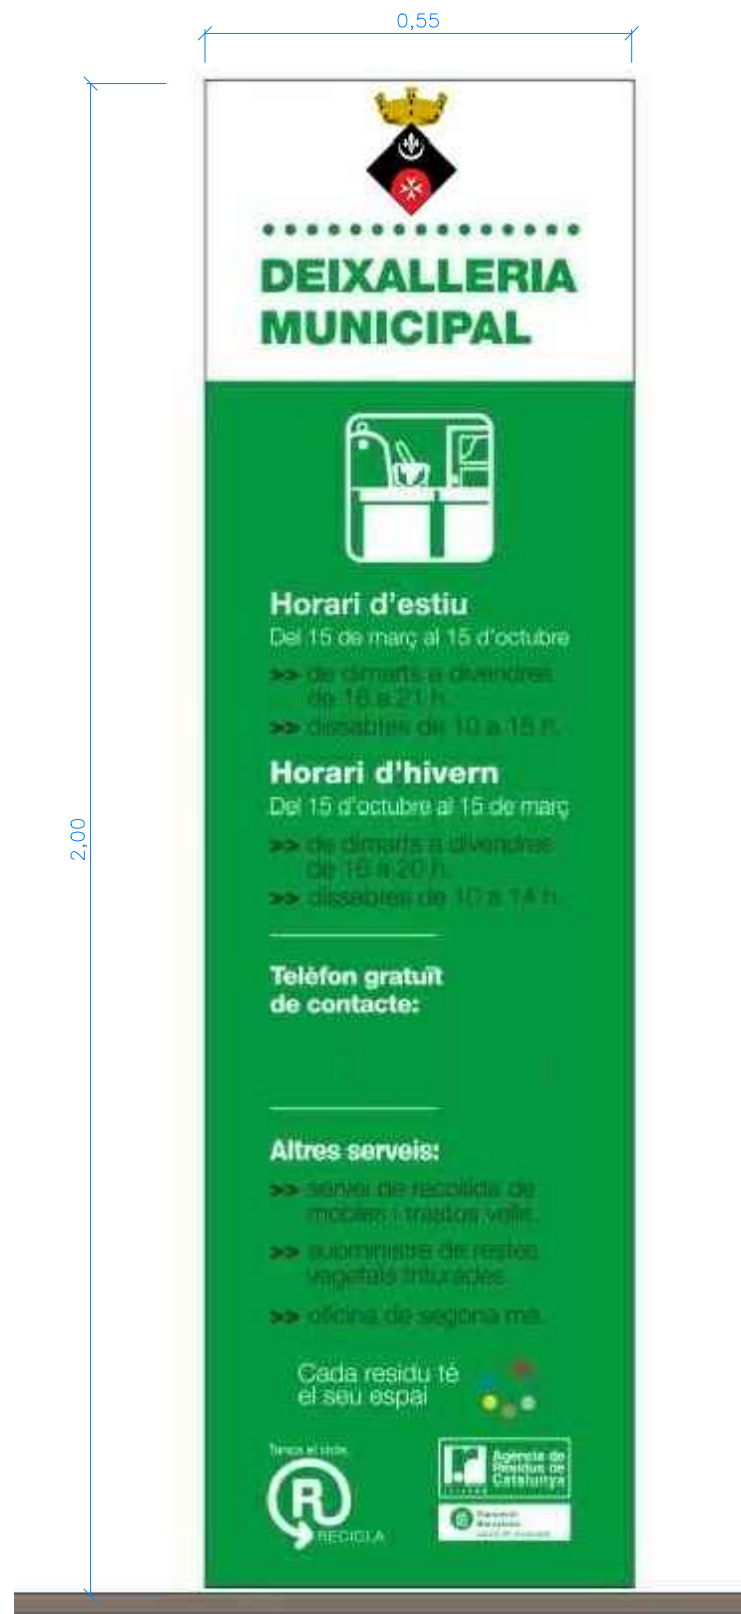 0,55
2,00
DEIXALLERIA
MUNICIPAL
Horari d'estiu
Del 15 de març al 15 d'octubre
>> de dimarts a divendres
de 16 a 21 h.
>> dissabtes de 10 a 15 h.
Horari d'hivern
Del 15 d'octubre al 15 de març
>> de dimarts a divendres
de 16 a 20 h.
>> dissabtes de 10 a 14 h.
Telèfon gratuït
de contacte:
Altres serveis:
>> servei de recollida de
mobles i trastos vells.
>> subministre de restes
vegetals triturades.
>> oficina de segona mà.
Cada residu té
el seu espai
Tanca el cicle
R
RECICLA
Agència de
Residus de
Catalunya
Diputació
Barcelona